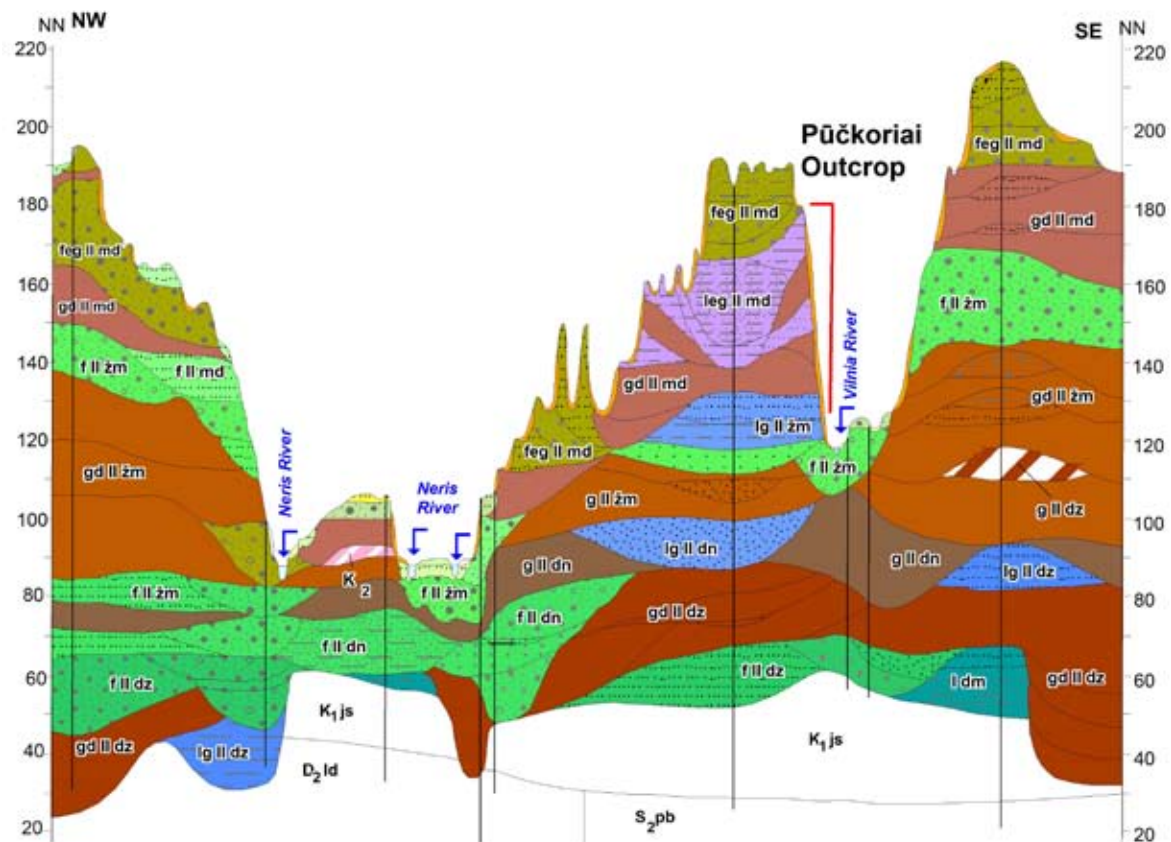 NN NW
SE NN
220
200
180
160
140
120
100
80
60
40
20
220
200
180
160
140
120
100
80
60
40
20
Pūčkoriai
Outcrop
feg II md
gd II md
f II žm
f II md
gd II žm
f II žm
f II dz
gd II dz
lg II dz
Neris River
K₂
f II dn
K₁ js
D₂ ld
Neris
River
f II žm
feg II md
g II dn
f II dn
feg II md
leg II md
gd II md
lg II žm
g II žm
lg II dn
gd II dz
f II dz
S₂pb
Vilnia River
f II žm
g II dn
K₁ js
feg II md
gd II md
f II žm
gd II žm
g II dz
lg II dz
l dm
gd II dz